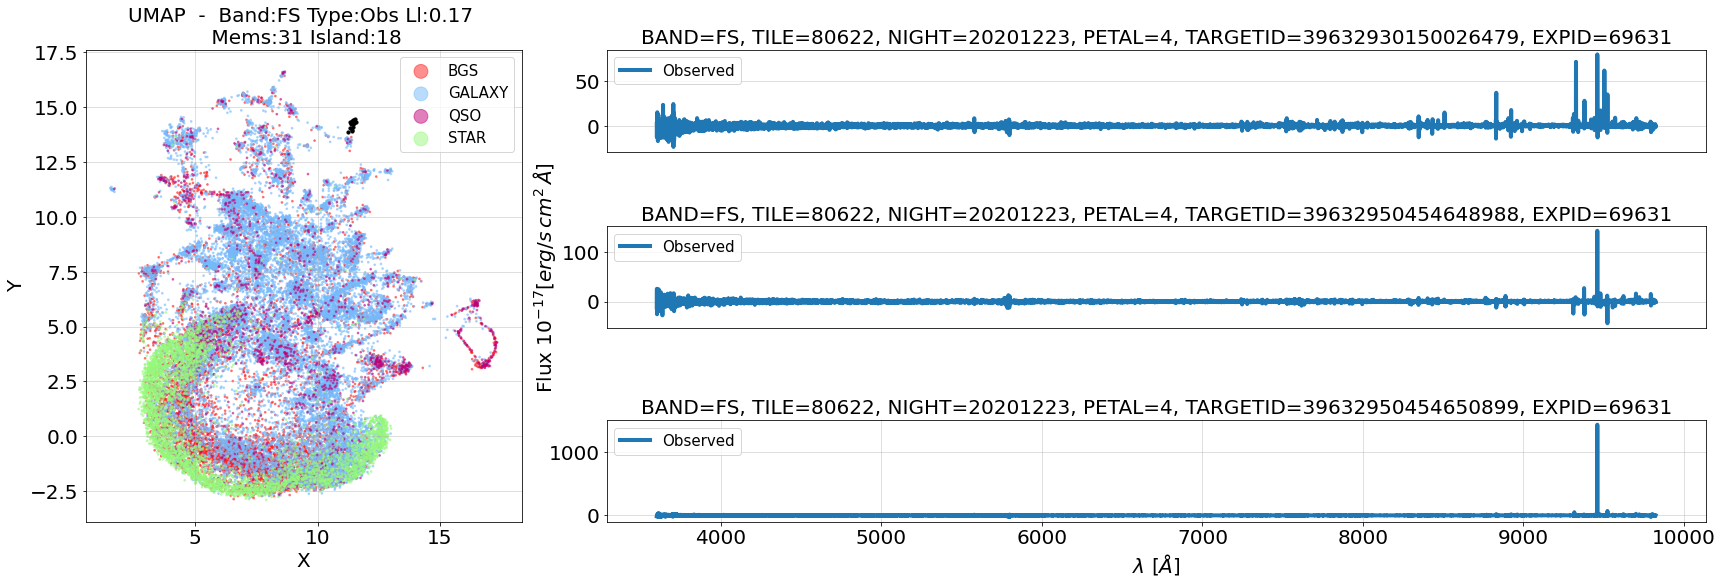 UMAP  -  Band:FS Type:Obs Ll:0.17
Mems:31 Island:18
17.5
15.0
12.5
10.0
7.5
5.0
2.5
0.0
−2.5
Y
5
10
15
X
BGS
GALAXY
QSO
STAR
Flux 10⁻¹⁷[erg/s cm² Å]
BAND=FS, TILE=80622, NIGHT=20201223, PETAL=4, TARGETID=39632930150026479, EXPID=69631
Observed
50
0
BAND=FS, TILE=80622, NIGHT=20201223, PETAL=4, TARGETID=39632950454648988, EXPID=69631
Observed
100
0
BAND=FS, TILE=80622, NIGHT=20201223, PETAL=4, TARGETID=39632950454650899, EXPID=69631
Observed
1000
0
4000
5000
6000
7000
8000
9000
10000
λ [Å]